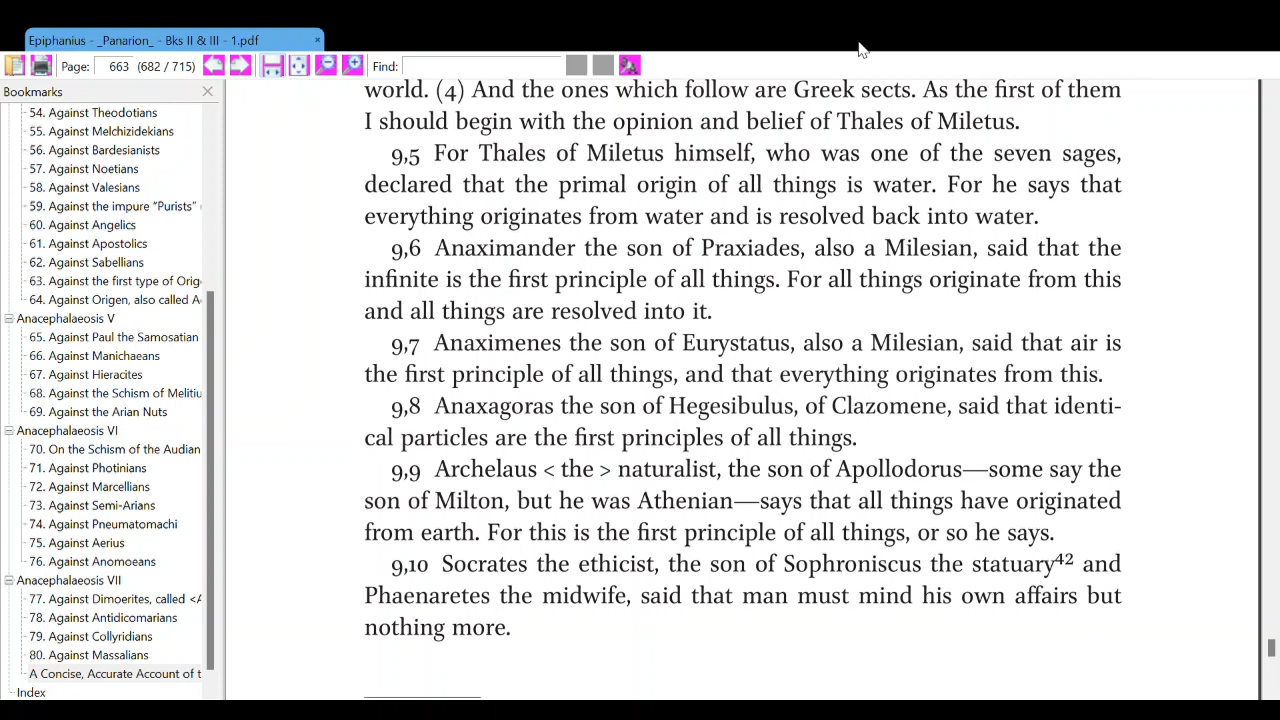 Epiphanius - _Panarion_ - Bks II & III - 1.pdf
×
Page: 663 (682 / 715)
Find:
Bookmarks
54. Against Theodotians
55. Against Melchizidekians
56. Against Bardesianists
57. Against Noetians
58. Against Valesians
59. Against the impure “Purists” (
60. Against Angelics
61. Against Apostolics
62. Against Sabellians
63. Against the first type of Orig
64. Against Origen, also called A
Anacephalaeosis V
65. Against Paul the Samosatan
66. Against Manichaeans
67. Against Hieracites
68. Against the Schism of Melitiu
69. Against the Arian Nuts
Anacephalaeosis VI
70. On the Schism of the Audian
71. Against Photinians
72. Against Marcellians
73. Against Semi-Arians
74. Against Pneumatomachi
75. Against Aerius
76. Against Anomoeans
Anacephalaeosis VII
77. Against Dimoerites, called <A
78. Against Antidicomarians
79. Against Collyridians
80. Against Massalians
A Concise, Accurate Account of t
Index
world. (4) And the ones which follow are Greek sects. As the first of them
I should begin with the opinion and belief of Thales of Miletus.
9,5 For Thales of Miletus himself, who was one of the seven sages,
declared that the primal origin of all things is water. For he says that
everything originates from water and is resolved back into water.
9,6 Anaximander the son of Praxiades, also a Milesian, said that the
infinite is the first principle of all things. For all things originate from this
and all things are resolved into it.
9,7 Anaximenes the son of Eurystatus, also a Milesian, said that air is
the first principle of all things, and that everything originates from this.
9,8 Anaxagoras the son of Hegesibulus, of Clazomene, said that identi-
cal particles are the first principles of all things.
9,9 Archelaus < the > naturalist, the son of Apollodorus—some say the
son of Milton, but he was Athenian—says that all things have originated
from earth. For this is the first principle of all things, or so he says.
9,10 Socrates the ethicist, the son of Sophroniscus the statuary⁴² and
Phaenaretes the midwife, said that man must mind his own affairs but
nothing more.